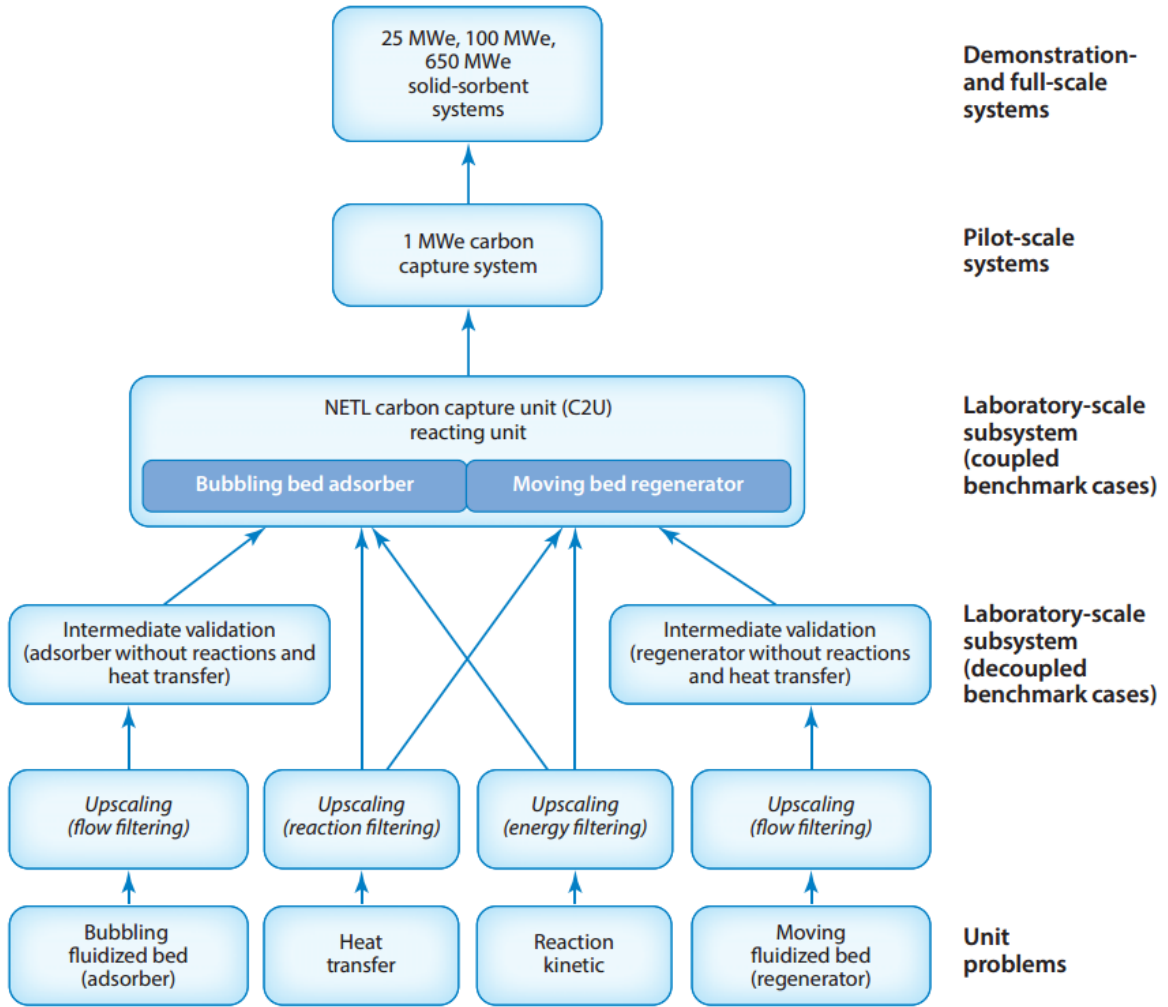 25 MWe, 100 MWe,
650 MWe
solid-sorbent
systems
Demonstration-
and full-scale
systems
1 MWe carbon
capture system
Pilot-scale
systems
NETL carbon capture unit (C2U)
reacting unit
Bubbling bed adsorber
Moving bed regenerator
Laboratory-scale
subsystem
(coupled
benchmark cases)
Intermediate validation
(adsorber without reactions and
heat transfer)
Intermediate validation
(regenerator without reactions
and heat transfer)
Laboratory-scale
subsystem
(decoupled
benchmark cases)
Upscaling
(flow filtering)
Upscaling
(reaction filtering)
Upscaling
(energy filtering)
Upscaling
(flow filtering)
Bubbling
fluidized bed
(adsorber)
Heat
transfer
Reaction
kinetic
Moving
fluidized bed
(regenerator)
Unit
problems